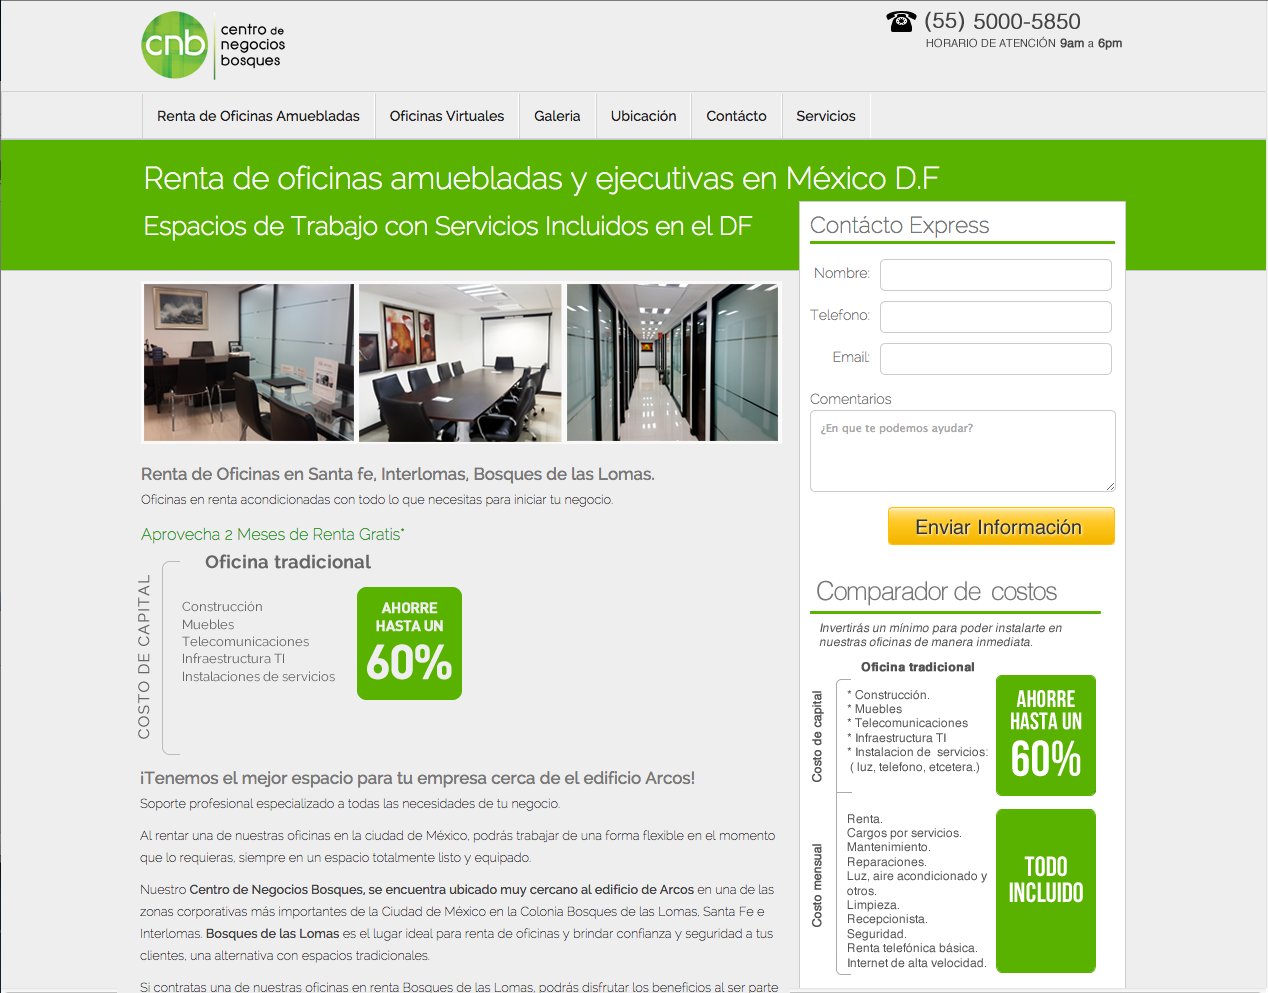 cnb
centro de
negocios
bosques
(55) 5000-5850
HORARIO DE ATENCIÓN 9am a 6pm
Renta de Oficinas Amuebladas
Oficinas Virtuales
Galeria
Ubicación
Contácto
Servicios
Renta de oficinas amuebladas y ejecutivas en México D.F
Espacios de Trabajo con Servicios Incluidos en el DF
Renta de Oficinas en Santa fe, Interlomas, Bosques de las Lomas.
Oficinas en renta acondicionadas con todo lo que necesitas para iniciar tu negocio.
Aprovecha 2 Meses de Renta Gratis*
Oficina tradicional
COSTO DE CAPITAL
Construcción
Muebles
Telecomunicaciones
Infraestructura TI
Instalaciones de servicios
AHORRE
HASTA UN
60%
¡Tenemos el mejor espacio para tu empresa cerca de el edificio Arcos!
Soporte profesional especializado a todas las necesidades de tu negocio.
Al rentar una de nuestras oficinas en la ciudad de México, podrás trabajar de una forma flexible en el momento
que lo requieras, siempre en un espacio totalmente listo y equipado.
Nuestro Centro de Negocios Bosques, se encuentra ubicado muy cercano al edificio de Arcos en una de las
zonas corporativas más importantes de la Ciudad de México en la Colonia Bosques de las Lomas, Santa Fe e
Interlomas. Bosques de las Lomas es el lugar ideal para renta de oficinas y brindar confianza y seguridad a tus
clientes, una alternativa con espacios tradicionales.
Si contratas una de nuestras oficinas en renta Bosques de las Lomas, podrás disfrutar los beneficios al ser parte
Contácto Express
Nombre:
Telefono:
Email:
Comentarios
¿En que te podemos ayudar?
Enviar Información
Comparador de costos
Invertirás un mínimo para poder instalarte en
nuestras oficinas de manera inmediata.
Oficina tradicional
Costo de capital
* Construcción.
* Muebles
* Telecomunicaciones
* Infraestructura TI
* Instalacion de servicios:
( luz, telefono, etcetera.)
AHORRE
HASTA UN
60%
Costo mensual
Renta.
Cargos por servicios.
Mantenimiento.
Reparaciones.
Luz, aire acondicionado y
otros.
Limpieza.
Recepcionista.
Seguridad.
Renta telefónica básica.
Internet de alta velocidad.
TODO
INCLUIDO